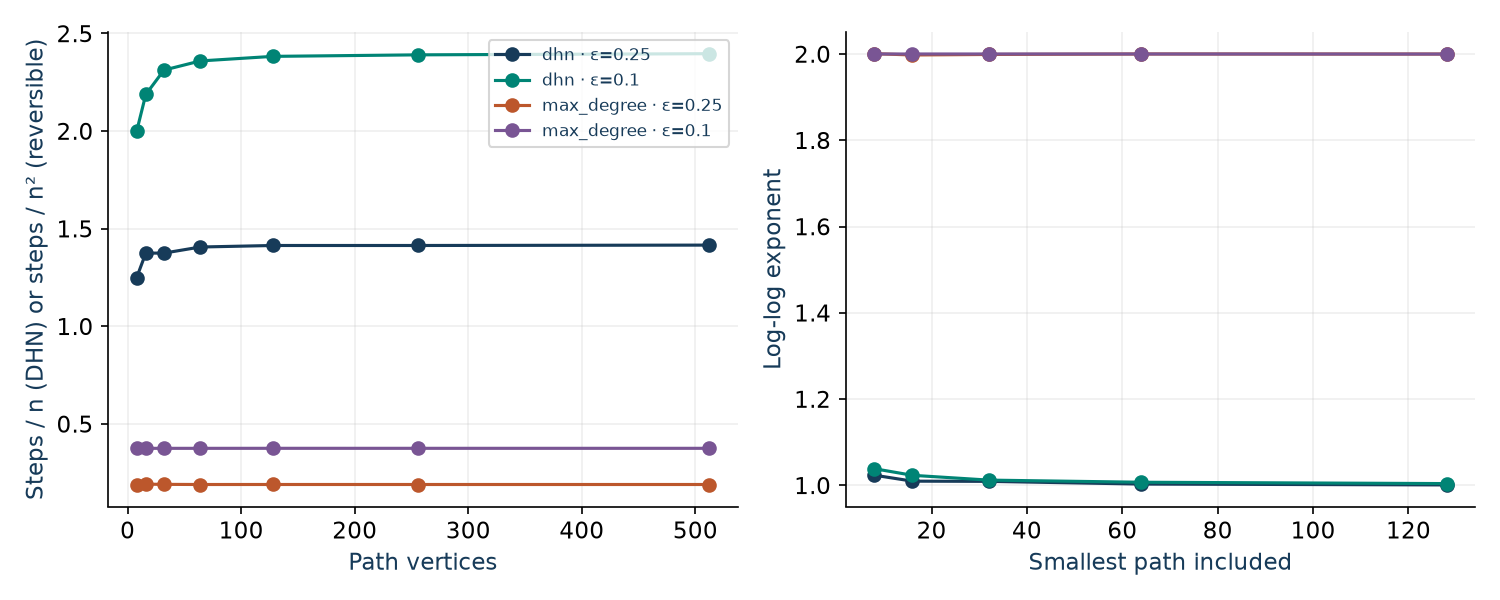 Steps / n (DHN) or steps / n² (reversible)
2.5
2.0
1.5
1.0
0.5
dhn · ε=0.25
dhn · ε=0.1
max_degree · ε=0.25
max_degree · ε=0.1
0 100 200 300 400 500
Path vertices
Log-log exponent
2.0
1.8
1.6
1.4
1.2
1.0
20 40 60 80 100 120
Smallest path included